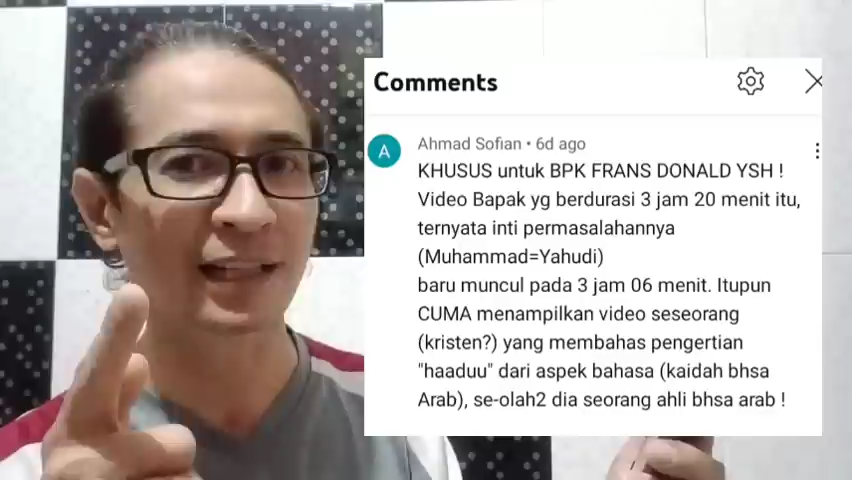 Comments
A
Ahmad Sofian • 6d ago
KHUSUS untuk BPK FRANS DONALD YSH !
Video Bapak yg berdurasi 3 jam 20 menit itu,
ternyata inti permasalahannya
(Muhammad=Yahudi)
baru muncul pada 3 jam 06 menit. Itupun
CUMA menampilkan video seseorang
(kristen?) yang membahas pengertian
"haaduu" dari aspek bahasa (kaidah bhsa
Arab), se-olah2 dia seorang ahli bhsa arab !